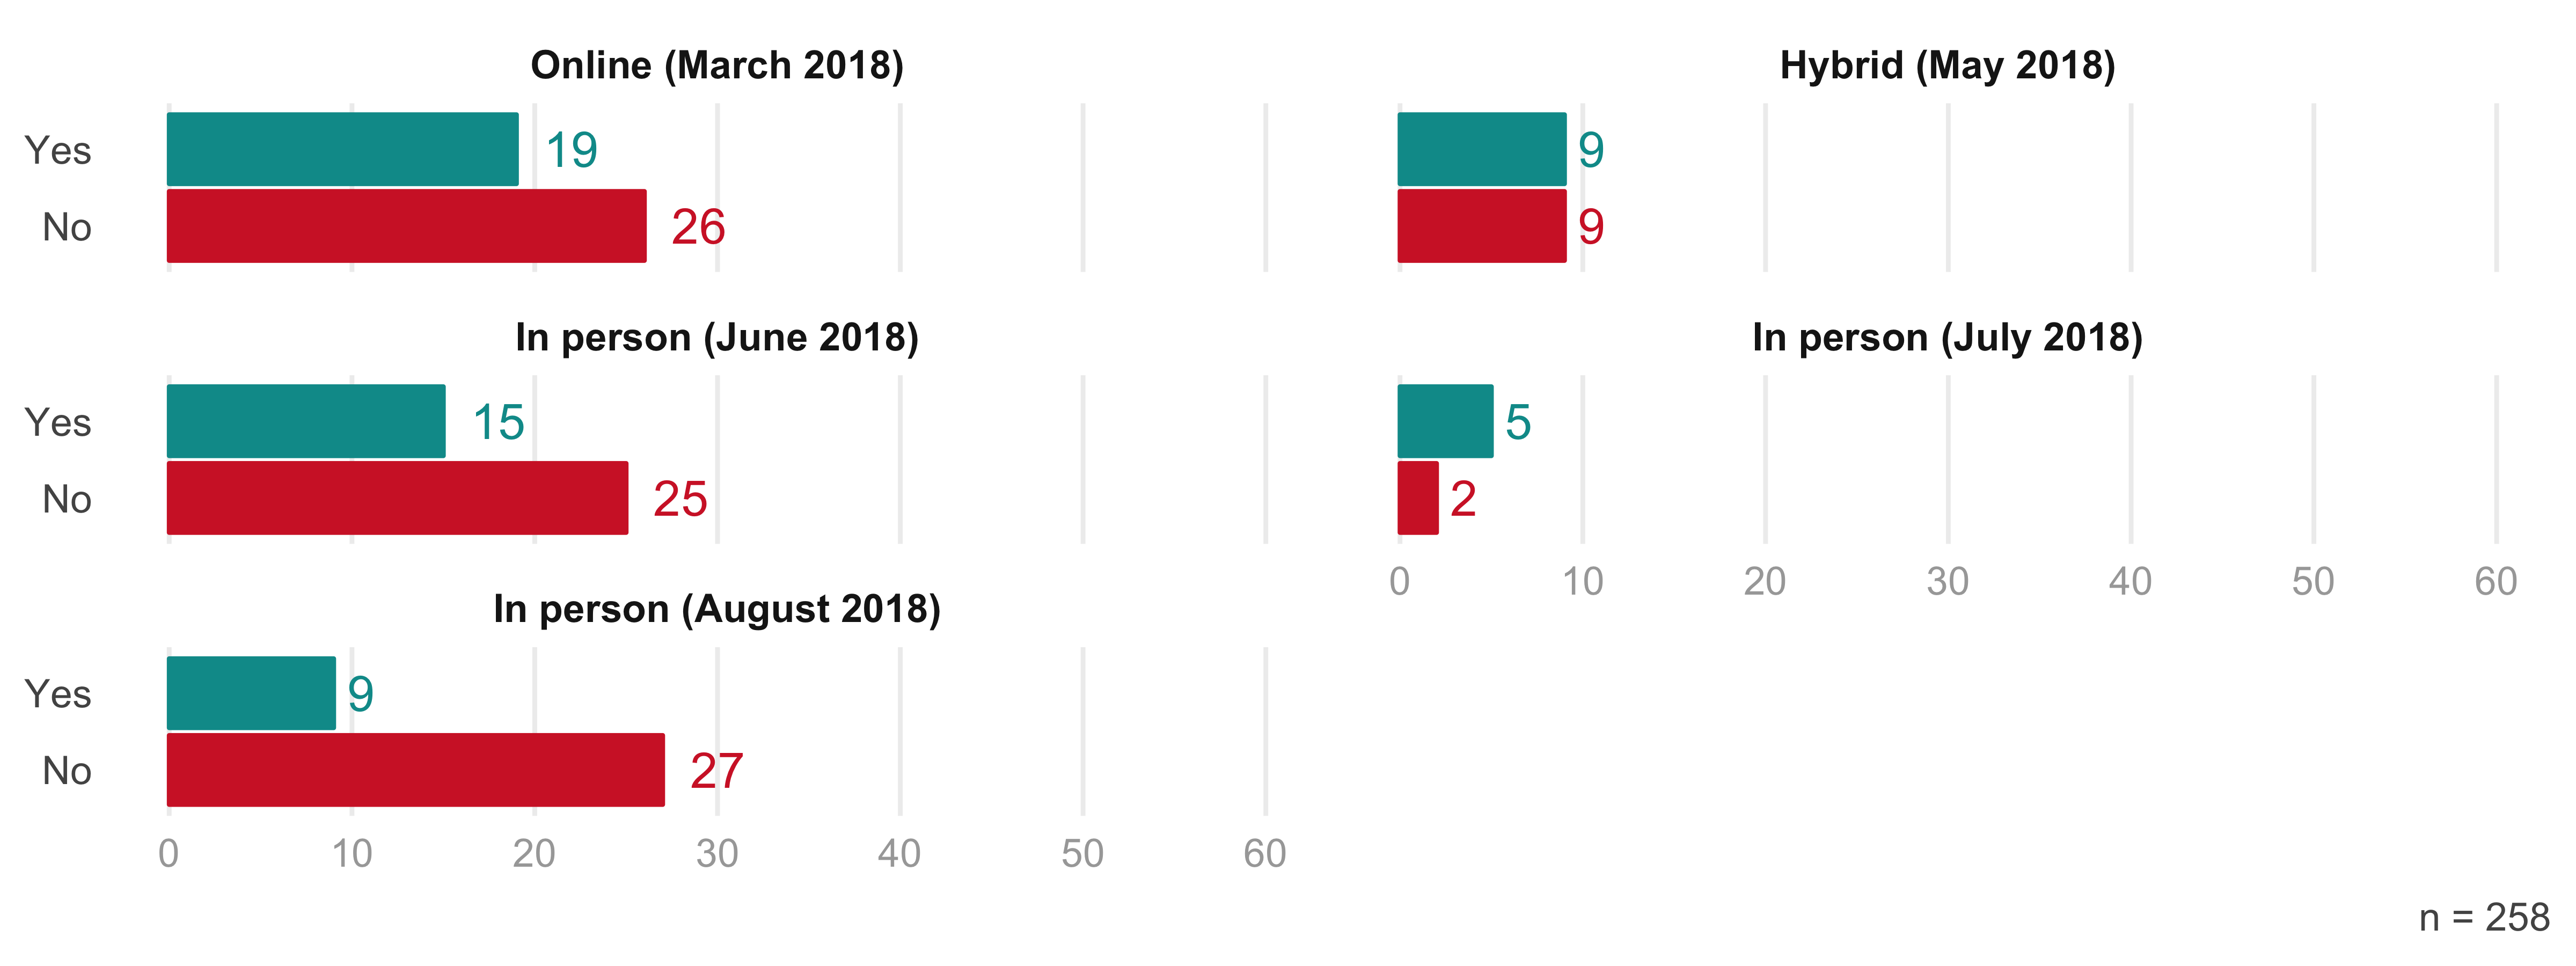 Online (March 2018)
Yes 19
No 26
Hybrid (May 2018)
9
9
In person (June 2018)
Yes 15
No 25
In person (July 2018)
5
2
0 10 20 30 40 50 60
In person (August 2018)
Yes 9
No 27
0 10 20 30 40 50 60
n = 258